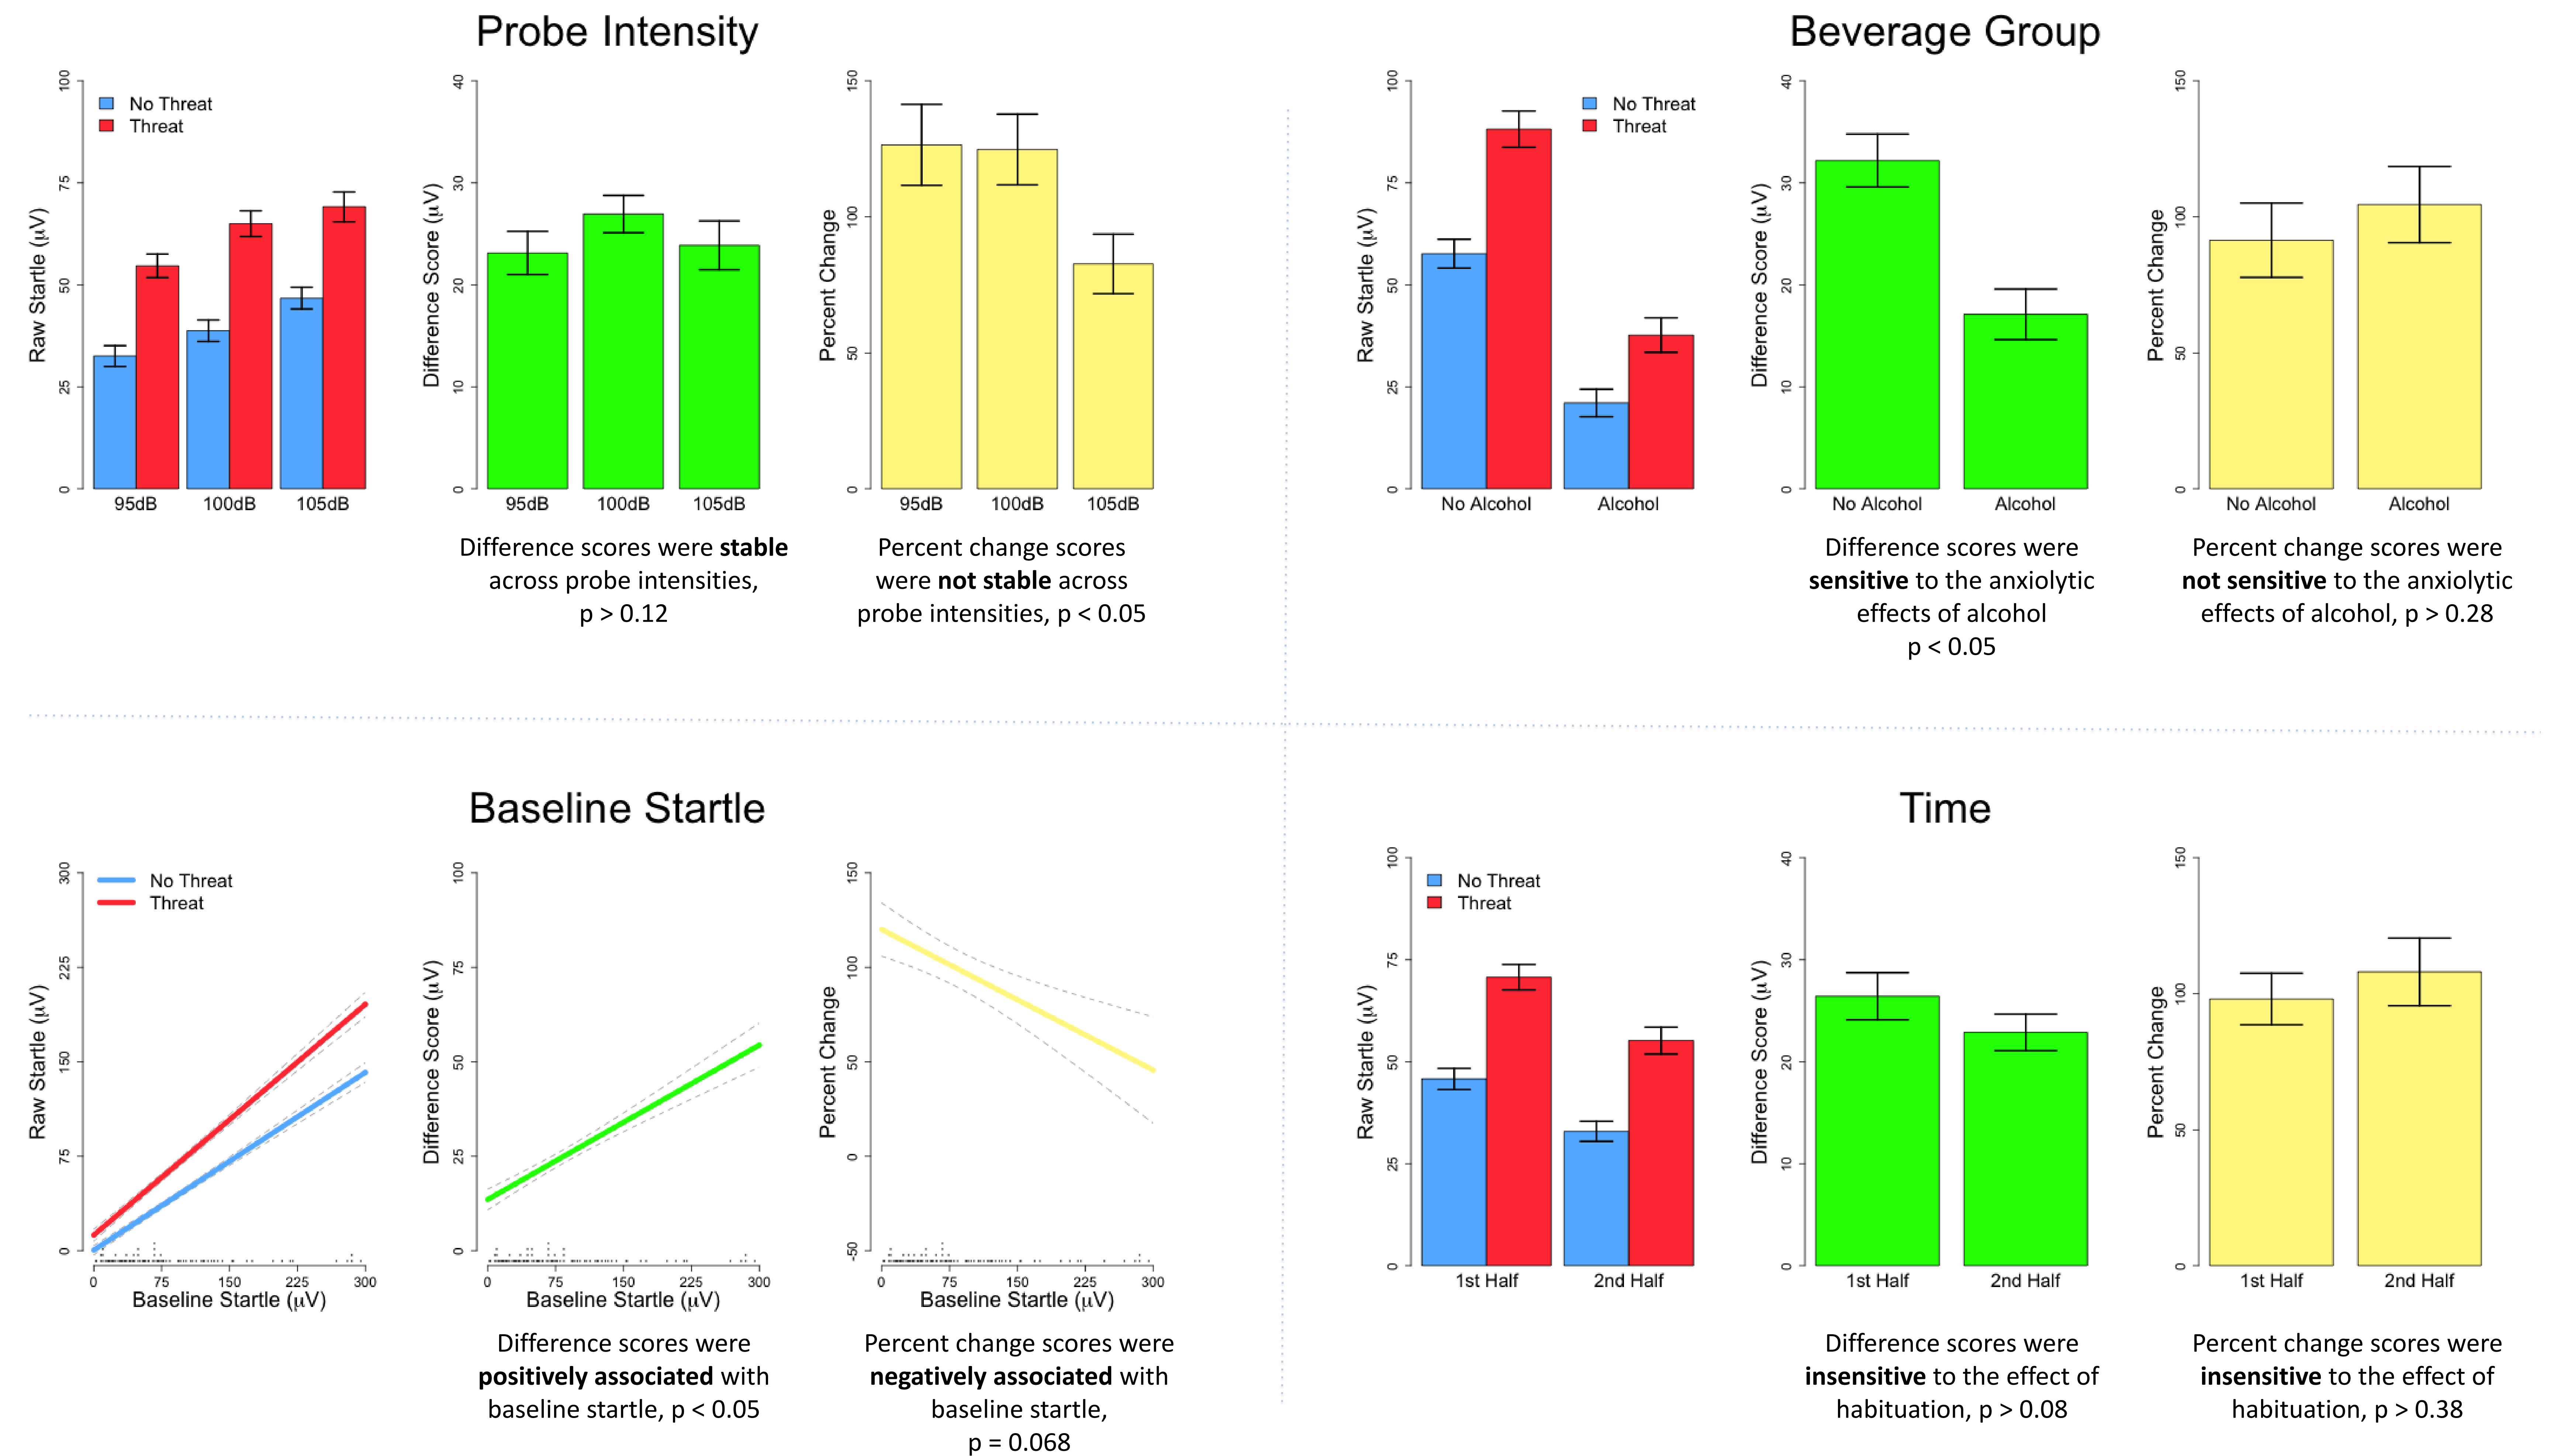 Probe Intensity
Raw Startle (µV)
0
25
50
75
100
No Threat
Threat
95dB
100dB
105dB
Difference Score (µV)
0
10
20
30
40
95dB
100dB
105dB
Difference scores were stable
across probe intensities,
p > 0.12
Percent Change
0
50
100
150
95dB
100dB
105dB
Percent change scores
were not stable across
probe intensities, p < 0.05
Beverage Group
Raw Startle (µV)
0
25
50
75
100
No Threat
Threat
No Alcohol
Alcohol
Difference Score (µV)
0
10
20
30
40
No Alcohol
Alcohol
Difference scores were
sensitive to the anxiolytic
effects of alcohol
p < 0.05
Percent Change
0
50
100
150
No Alcohol
Alcohol
Percent change scores were
not sensitive to the anxiolytic
effects of alcohol, p > 0.28
Baseline Startle
Raw Startle (µV)
0
75
150
225
300
No Threat
Threat
0
75
150
225
300
Baseline Startle (µV)
Difference Score (µV)
0
25
50
75
100
0
75
150
225
300
Baseline Startle (µV)
Difference scores were
positively associated with
baseline startle, p < 0.05
Percent Change
-50
0
50
100
150
0
75
150
225
300
Baseline Startle (µV)
Percent change scores were
negatively associated with
baseline startle,
p = 0.068
Time
Raw Startle (µV)
0
25
50
75
100
No Threat
Threat
1st Half
2nd Half
Difference Score (µV)
0
10
20
30
40
1st Half
2nd Half
Difference scores were
insensitive to the effect of
habituation, p > 0.08
Percent Change
0
50
100
150
1st Half
2nd Half
Percent change scores were
insensitive to the effect of
habituation, p > 0.38